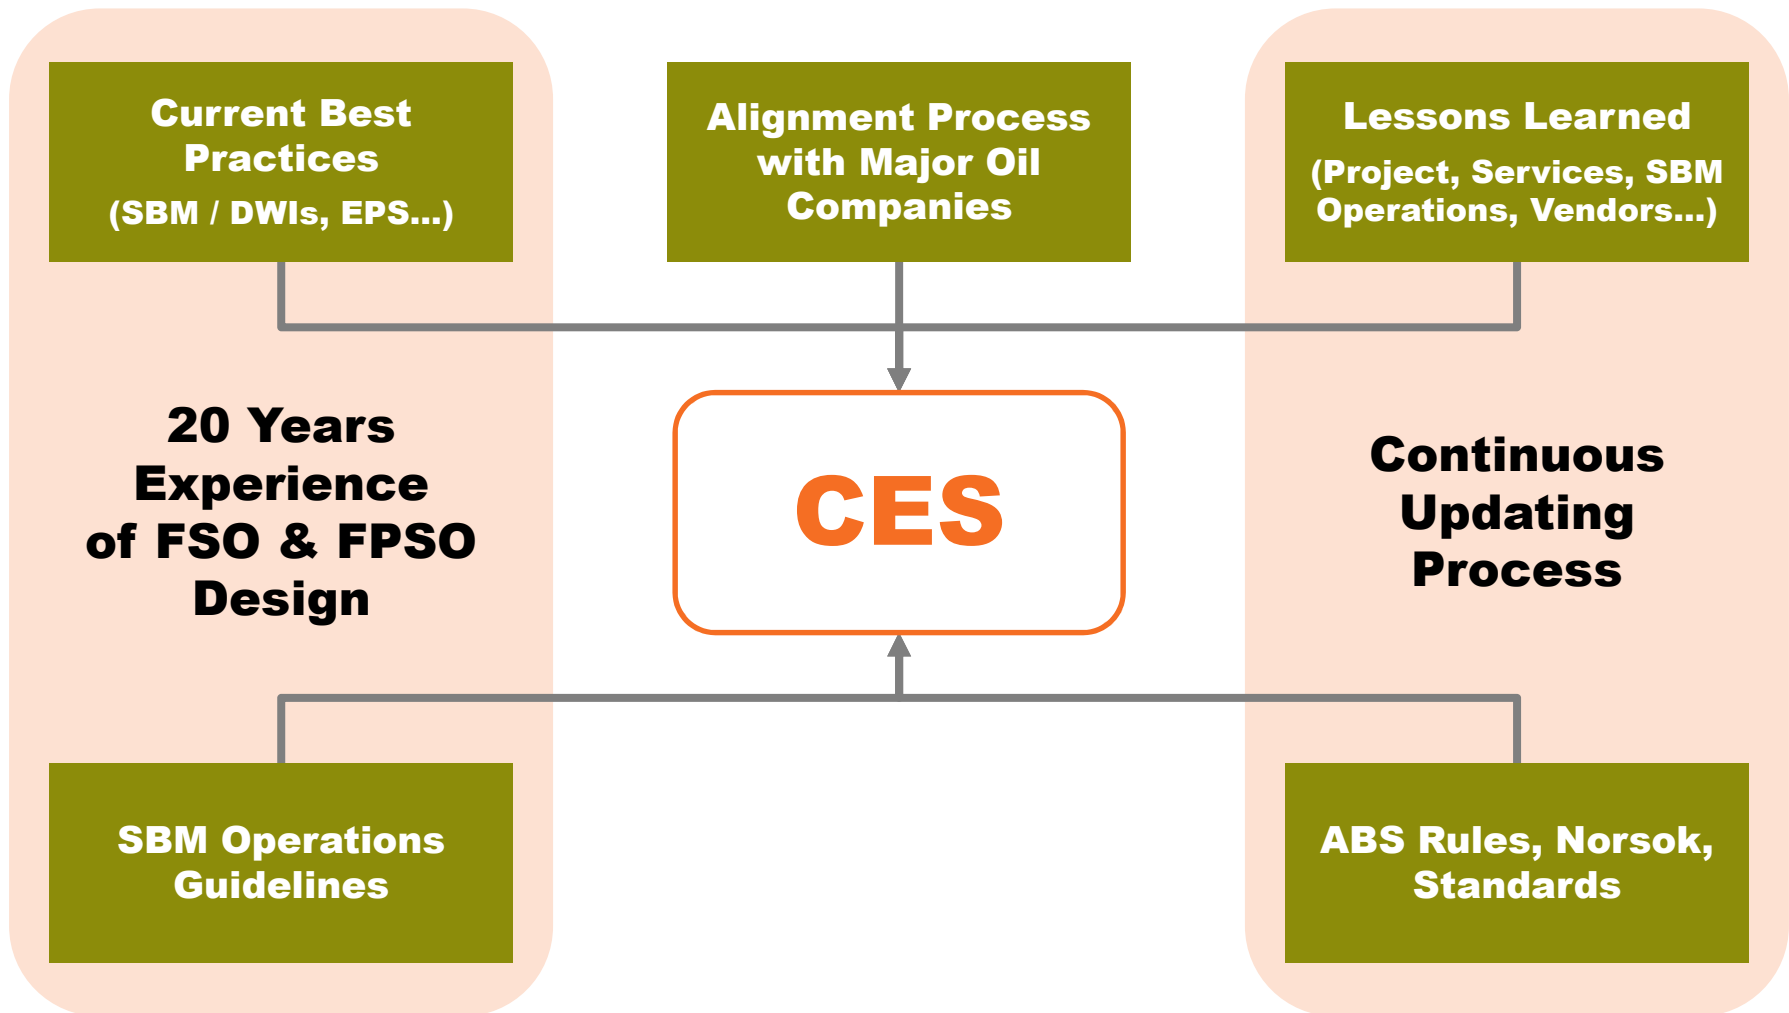 Current Best
Practices
(SBM / DWIs, EPS...)
Alignment Process
with Major Oil
Companies
Lessons Learned
(Project, Services, SBM
Operations, Vendors...)
20 Years
Experience
of FSO & FPSO
Design
CES
Continuous
Updating
Process
SBM Operations
Guidelines
ABS Rules, Norsok,
Standards